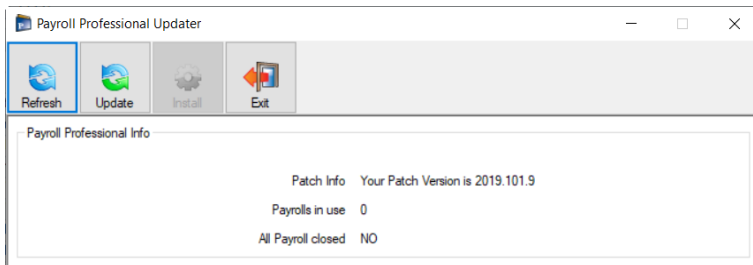 Payroll Professional Updater
Refresh Update Install Exit
Payroll Professional Info
Patch Info Your Patch Version is 2019.101.9
Payrolls in use 0
All Payroll closed NO